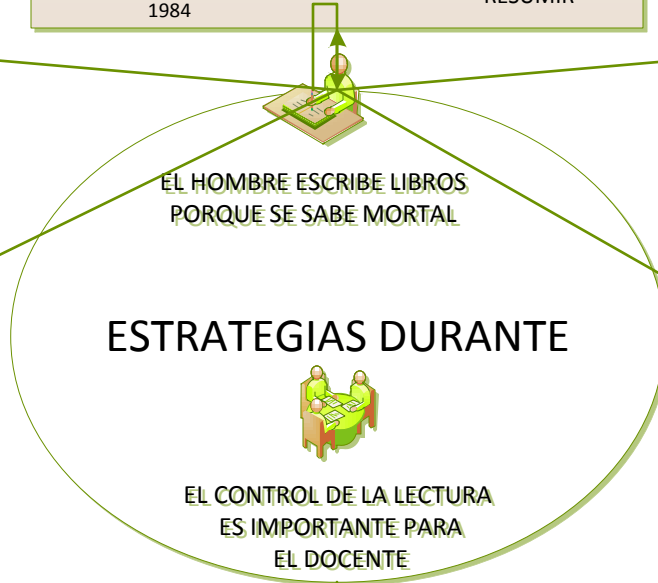 1984
RESUMIR
EL HOMBRE ESCRIBE LIBROS
PORQUE SE SABE MORTAL
ESTRATEGIAS DURANTE
EL CONTROL DE LA LECTURA
ES IMPORTANTE PARA
EL DOCENTE